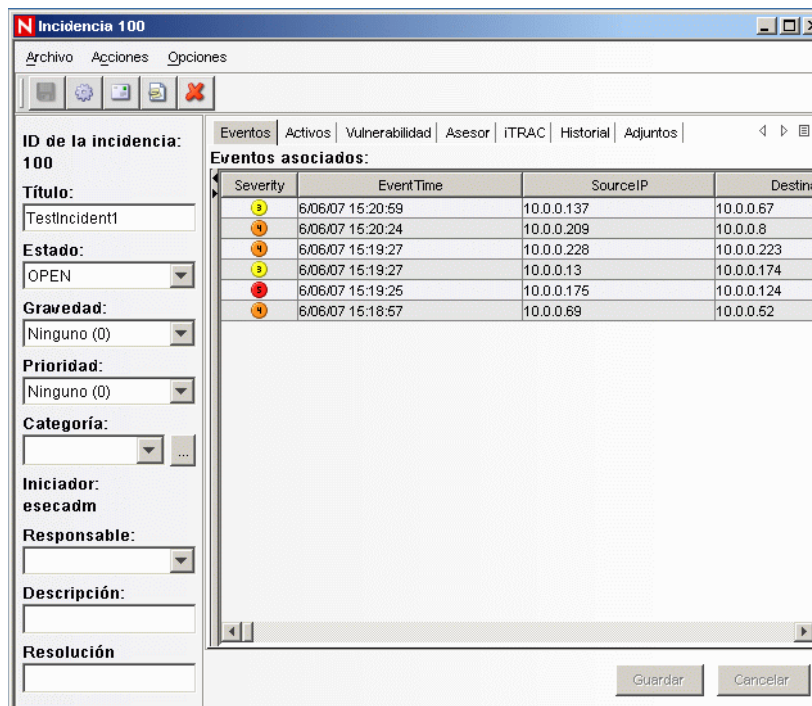 N Incidencia 100
Archivo Acciones Opciones
ID de la incidencia:
100
Título:
TestIncident1
Estado:
OPEN
Gravedad:
Ninguno (0)
Prioridad:
Ninguno (0)
Categoría:
...
Iniciador:
esecadm
Responsable:
Descripción:
Resolución
Eventos Activos Vulnerabilidad Asesor iTRAC Historial Adjuntos
Eventos asociados:
Severity EventTime SourceIP Destina
3 6/06/07 15:20:59 10.0.0.137 10.0.0.67
4 6/06/07 15:20:24 10.0.0.209 10.0.0.8
4 6/06/07 15:19:27 10.0.0.228 10.0.0.223
3 6/06/07 15:19:27 10.0.0.13 10.0.0.174
5 6/06/07 15:19:25 10.0.0.175 10.0.0.124
4 6/06/07 15:18:57 10.0.0.69 10.0.0.52
Guardar Cancelar